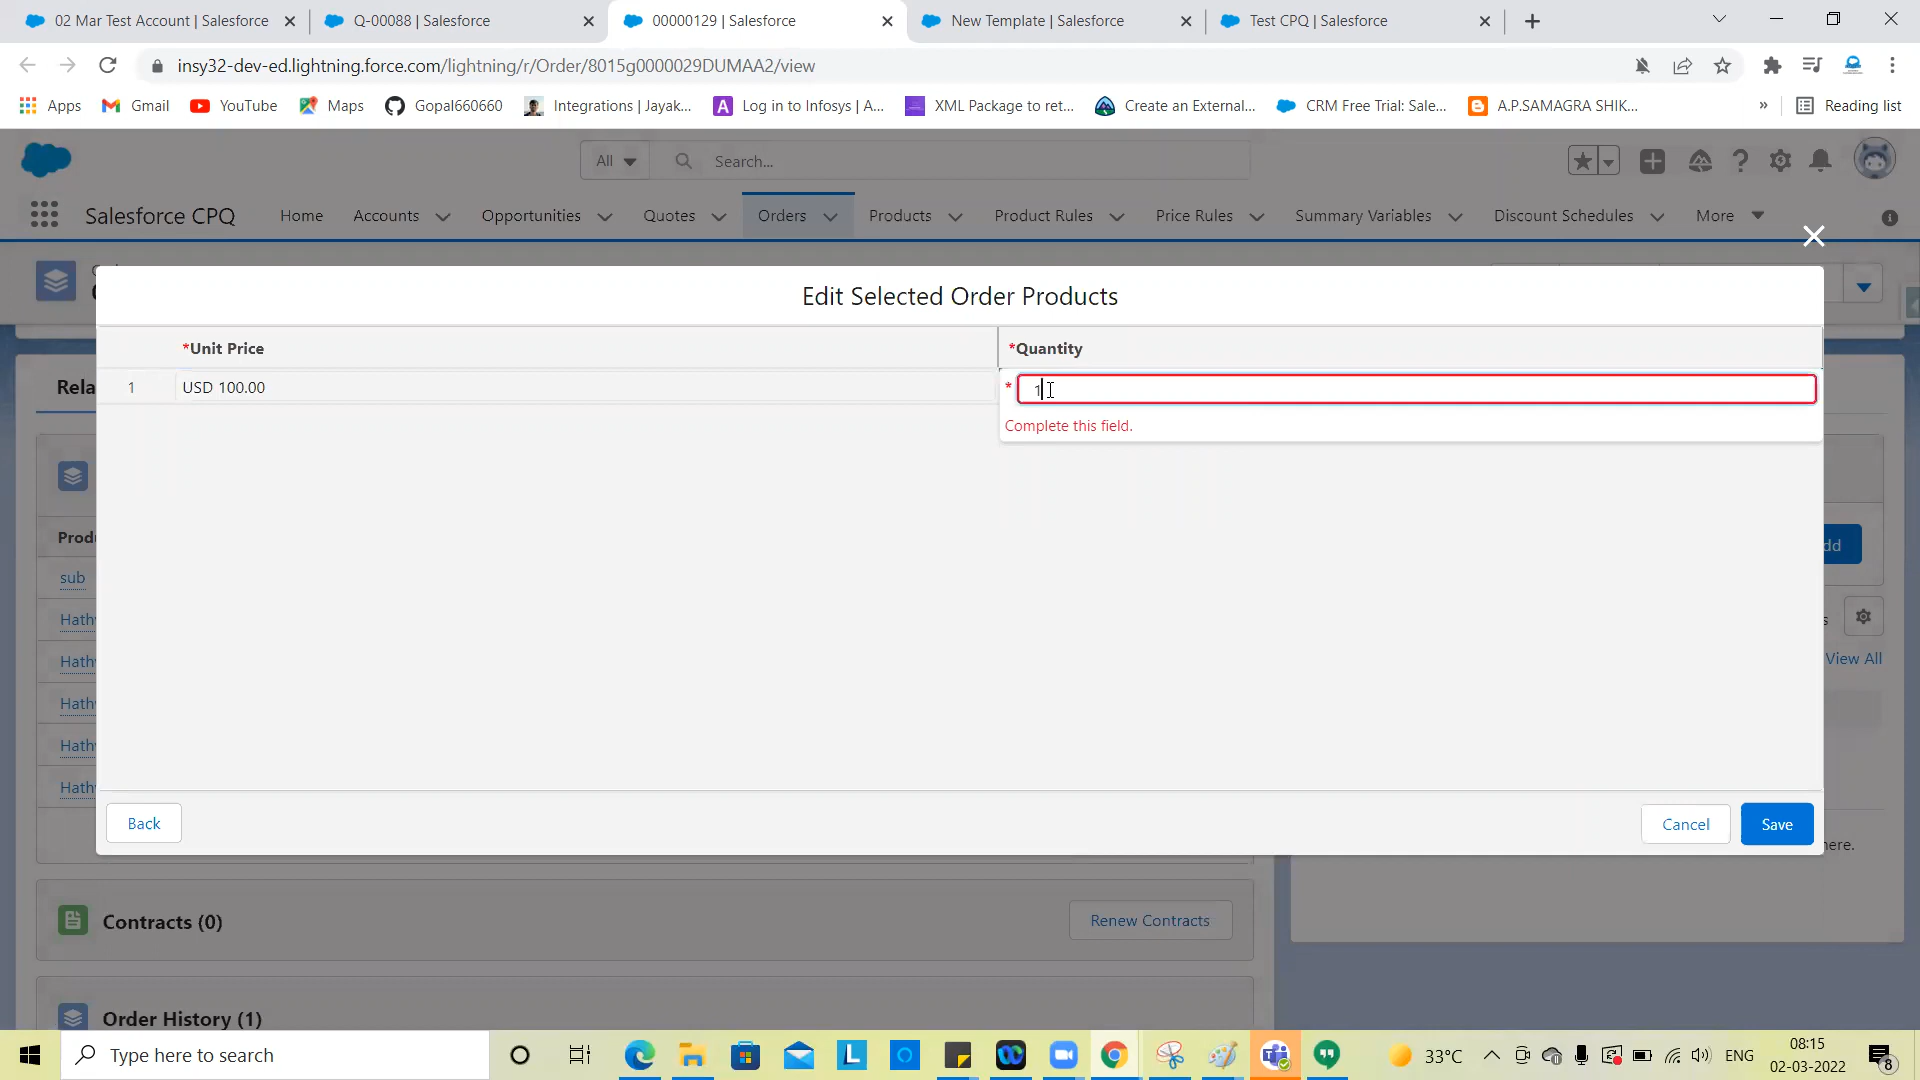 02 Mar Test Account | Salesforce
Q-00088 | Salesforce
00000129 | Salesforce
New Template | Salesforce
Test CPQ | Salesforce
insy32-dev-ed.lightning.force.com/lightning/r/Order/8015g0000029DUMAA2/view
Apps
Gmail
YouTube
Maps
Gopal660660
Integrations | Jayak...
Log in to Infosys | A...
XML Package to ret...
Create an External...
CRM Free Trial: Sale...
A.P.SAMAGRA SHIK...
»
Reading list
All
Search...
Salesforce CPQ
Home
Accounts
Opportunities
Quotes
Orders
Products
Product Rules
Price Rules
Summary Variables
Discount Schedules
More
Edit Selected Order Products
*Unit Price
*Quantity
1
USD 100.00
* 1
Complete this field.
Rela
Produ
sub
Hath
Hath
Hath
Hath
Hath
dd
s
View All
here.
Back
Cancel
Save
Contracts (0)
Renew Contracts
Order History (1)
Type here to search
33°C
ENG
08:15
02-03-2022
8